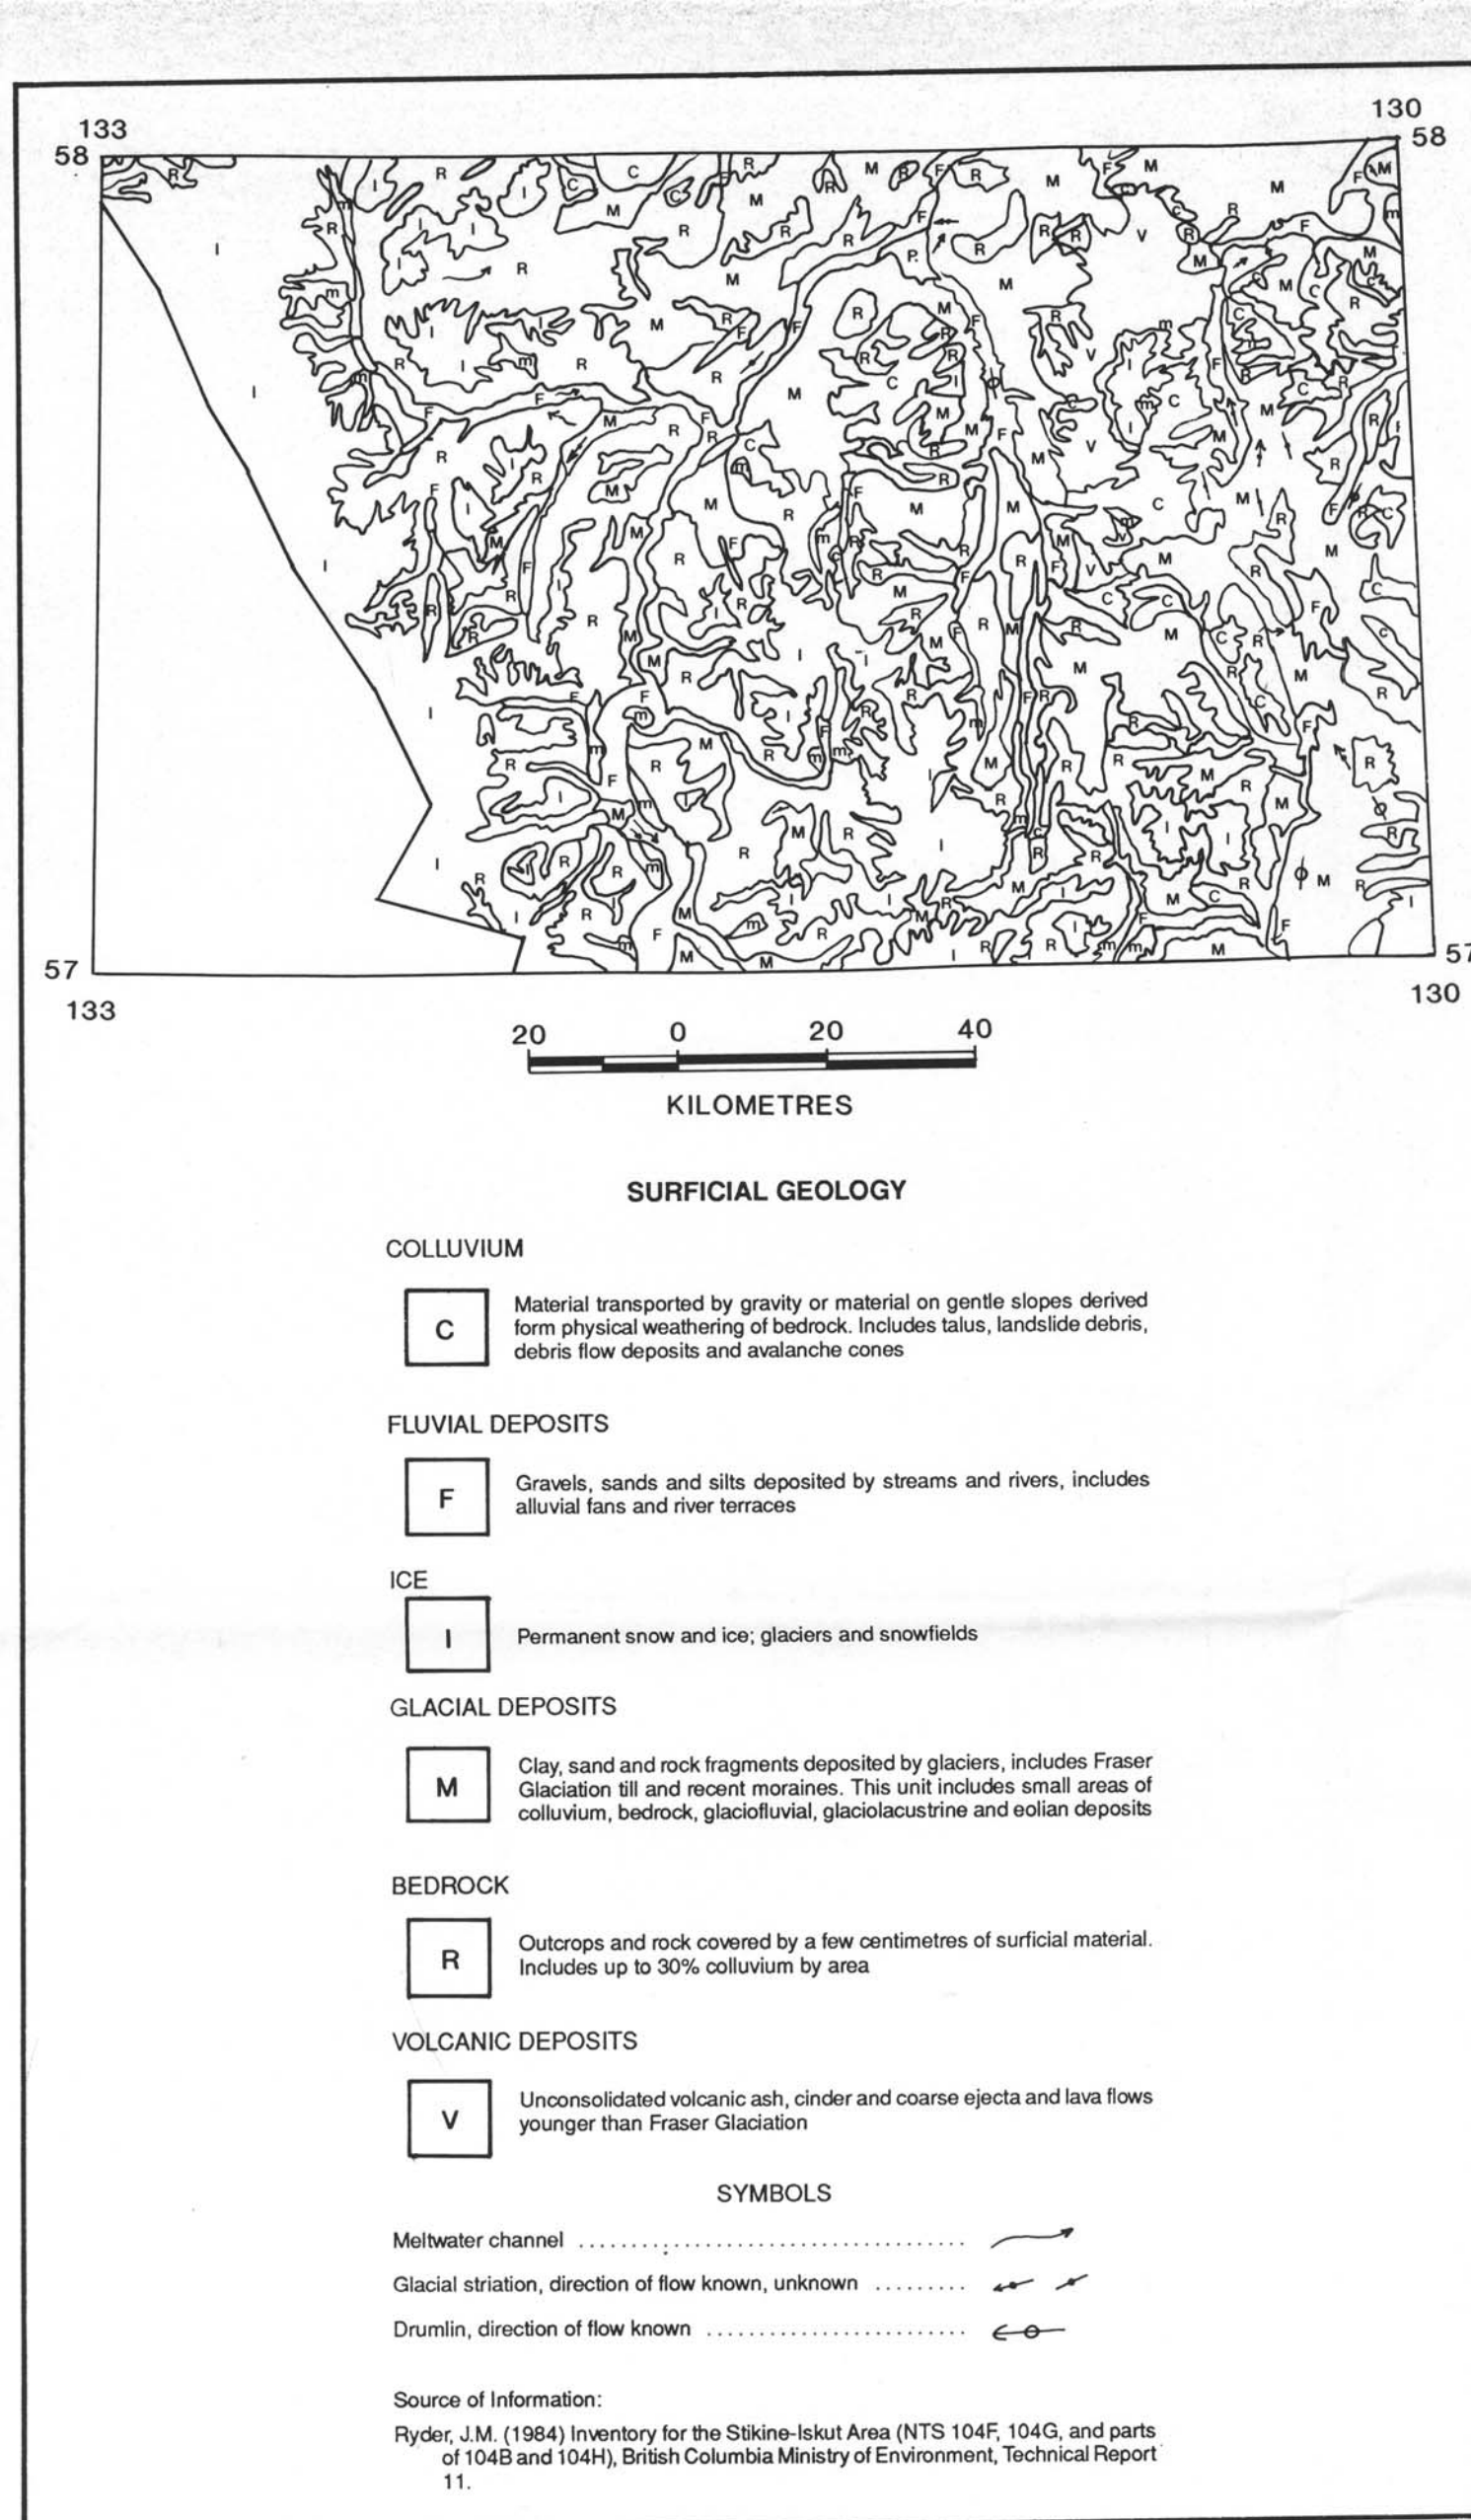 133
130
58
58
57
57
133
130
20 0 20 40
KILOMETRES
SURFICIAL GEOLOGY
COLLUVIUM
C
Material transported by gravity or material on gentle slopes derived
form physical weathering of bedrock. Includes talus, landslide debris,
debris flow deposits and avalanche cones
FLUVIAL DEPOSITS
F
Gravels, sands and silts deposited by streams and rivers, includes
alluvial fans and river terraces
ICE
I
Permanent snow and ice; glaciers and snowfields
GLACIAL DEPOSITS
M
Clay, sand and rock fragments deposited by glaciers, includes Fraser
Glaciation till and recent moraines. This unit includes small areas of
colluvium, bedrock, glaciofluvial, glaciolacustrine and eolian deposits
BEDROCK
R
Outcrops and rock covered by a few centimetres of surficial material.
Includes up to 30% colluvium by area
VOLCANIC DEPOSITS
V
Unconsolidated volcanic ash, cinder and coarse ejecta and lava flows
younger than Fraser Glaciation
SYMBOLS
Meltwater channel
Glacial striation, direction of flow known, unknown
Drumlin, direction of flow known
Source of Information:
Ryder, J.M. (1984) Inventory for the Stikine-Iskut Area (NTS 104F, 104G, and parts
of 104B and 104H), British Columbia Ministry of Environment, Technical Report
11.